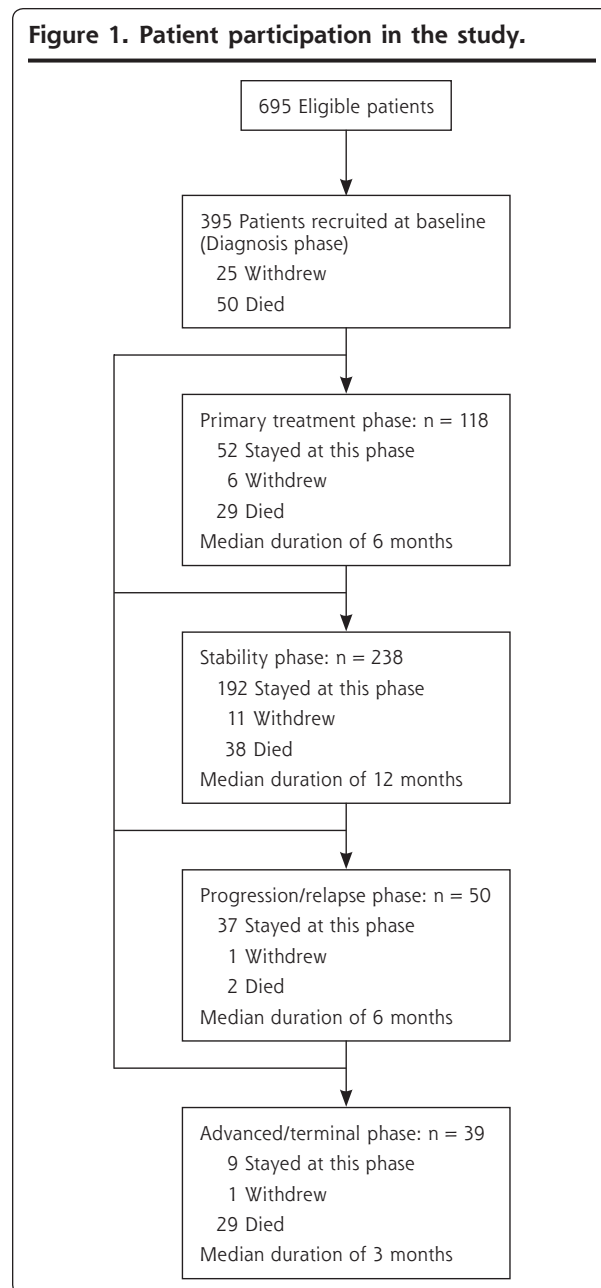 Figure 1. Patient participation in the study.
695 Eligible patients
395 Patients recruited at baseline
(Diagnosis phase)
25 Withdrew
50 Died
Primary treatment phase: n = 118
52 Stayed at this phase
6 Withdrew
29 Died
Median duration of 6 months
Stability phase: n = 238
192 Stayed at this phase
11 Withdrew
38 Died
Median duration of 12 months
Progression/relapse phase: n = 50
37 Stayed at this phase
1 Withdrew
2 Died
Median duration of 6 months
Advanced/terminal phase: n = 39
9 Stayed at this phase
1 Withdrew
29 Died
Median duration of 3 months